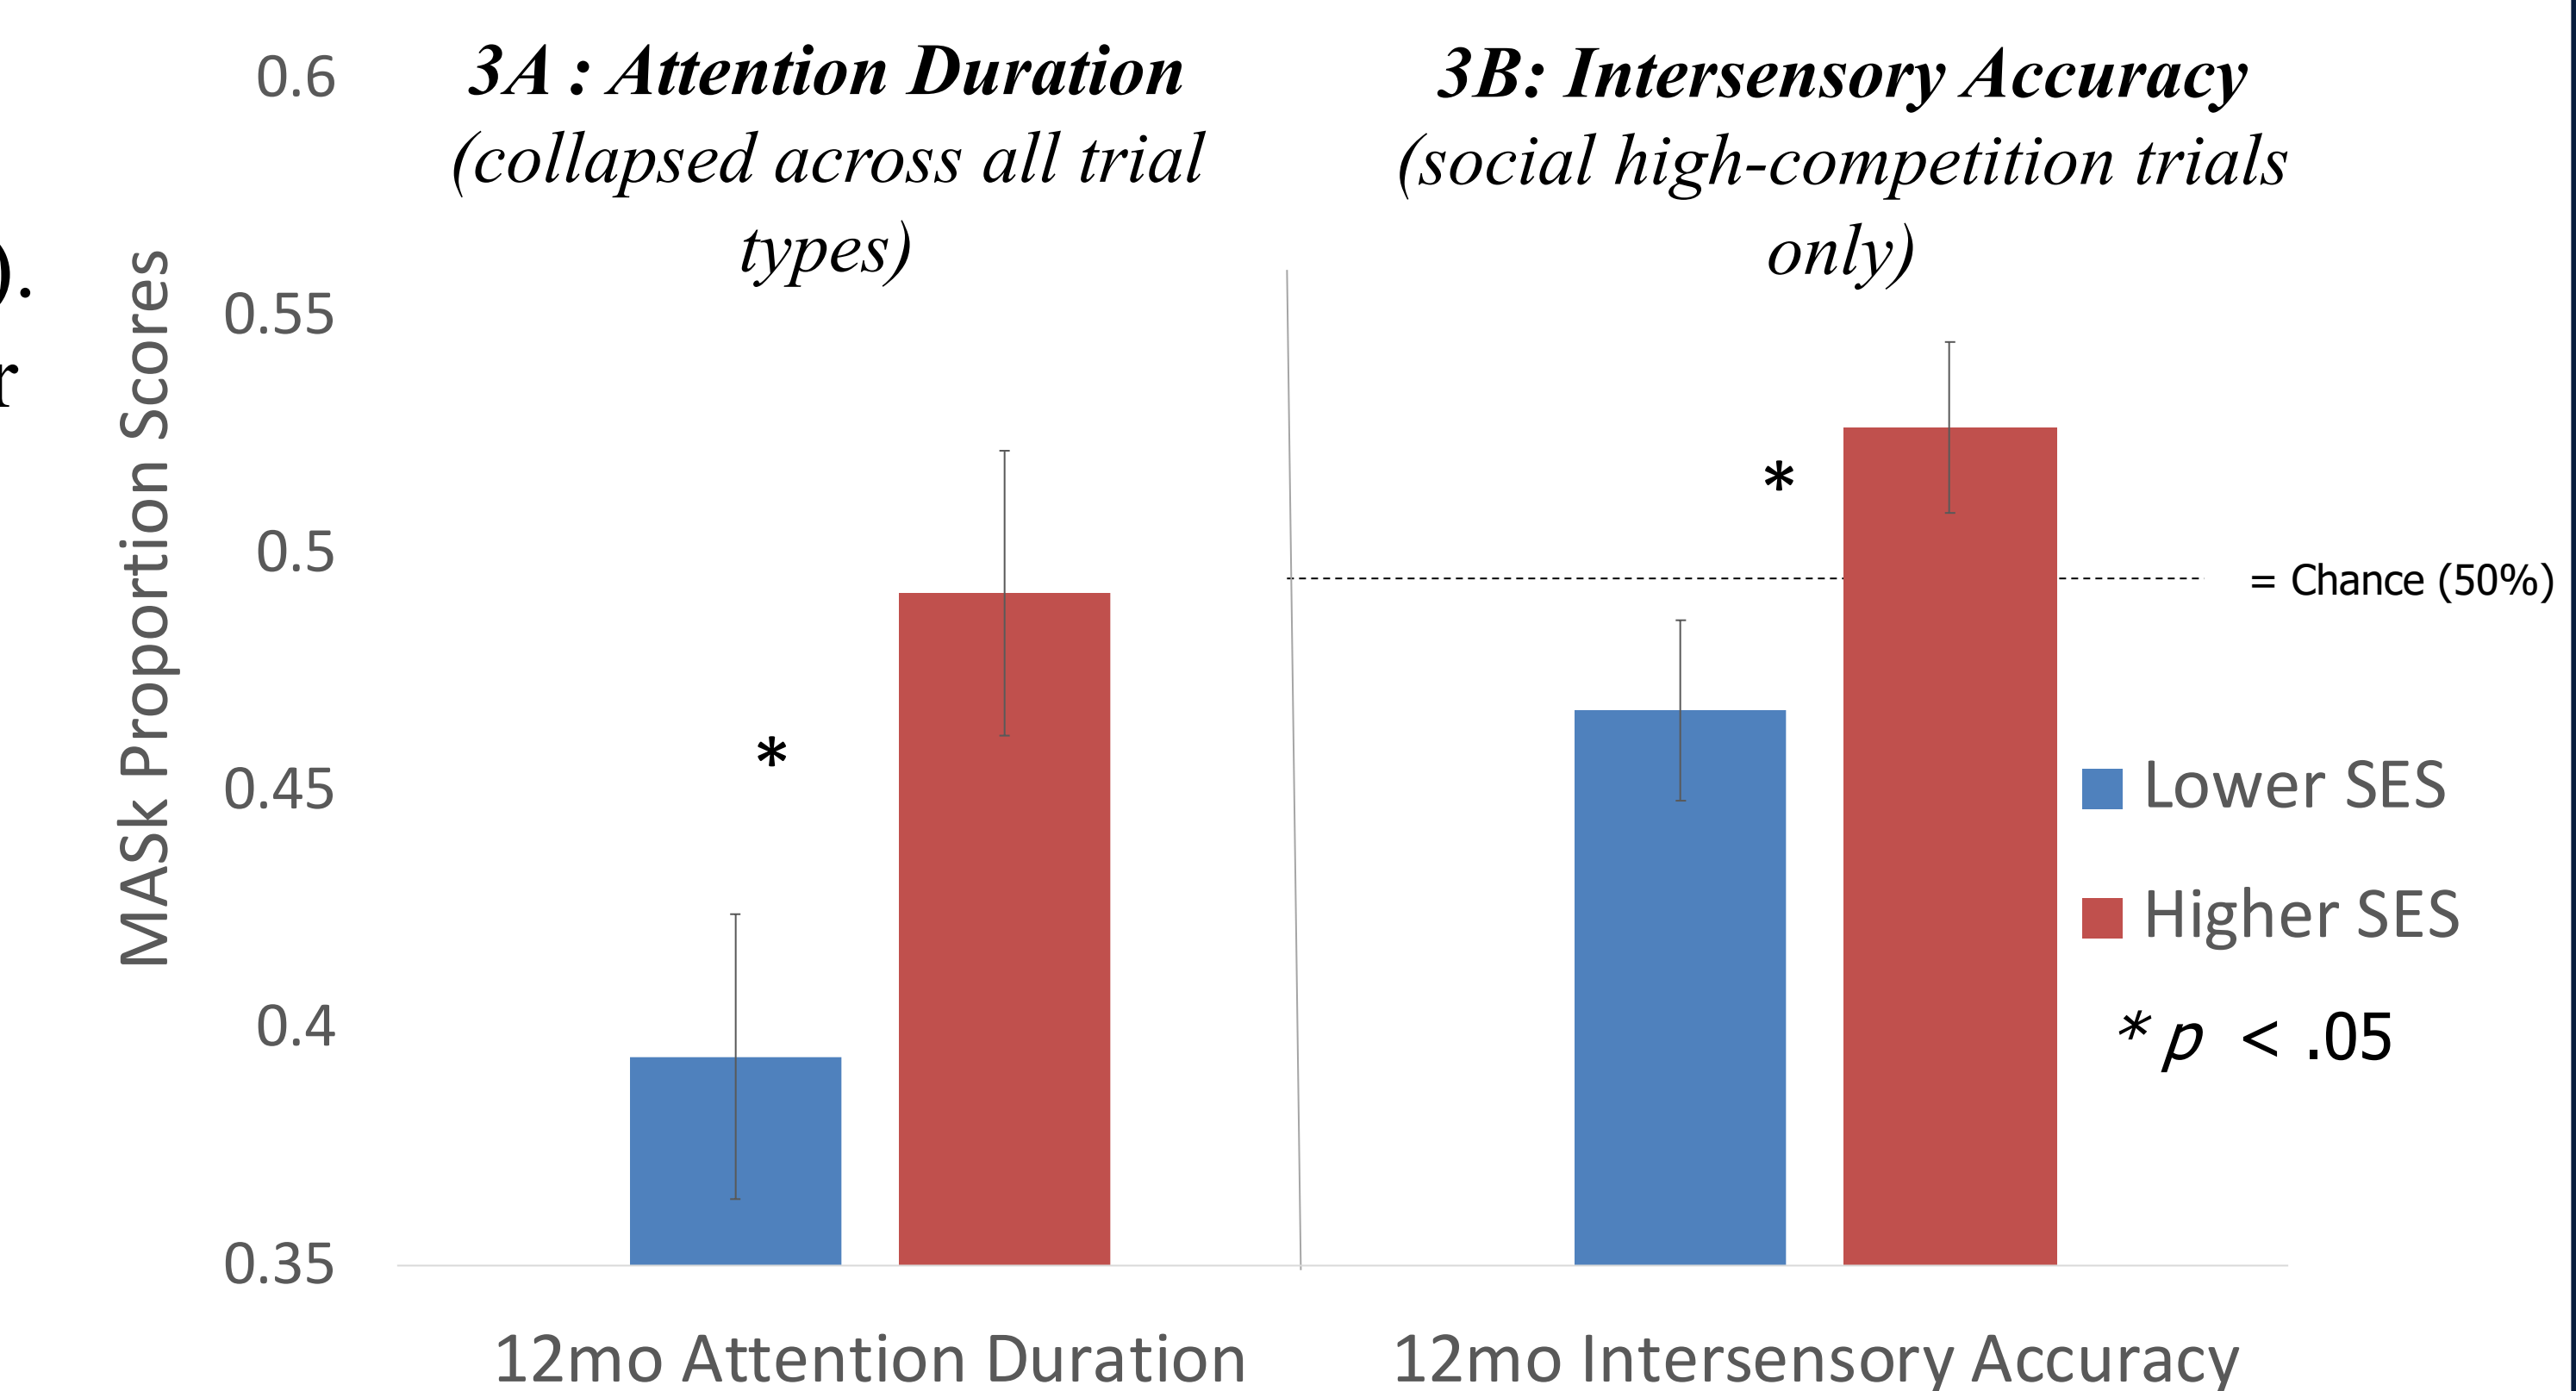 ).
r
MASk Proportion Scores
0.6
0.55
0.5
0.45
0.4
0.35
3A : Attention Duration
(collapsed across all trial
types)
*
3B: Intersensory Accuracy
(social high-competition trials
only)
*
= Chance (50%)
Lower SES
Higher SES
* p < .05
12mo Attention Duration
12mo Intersensory Accuracy